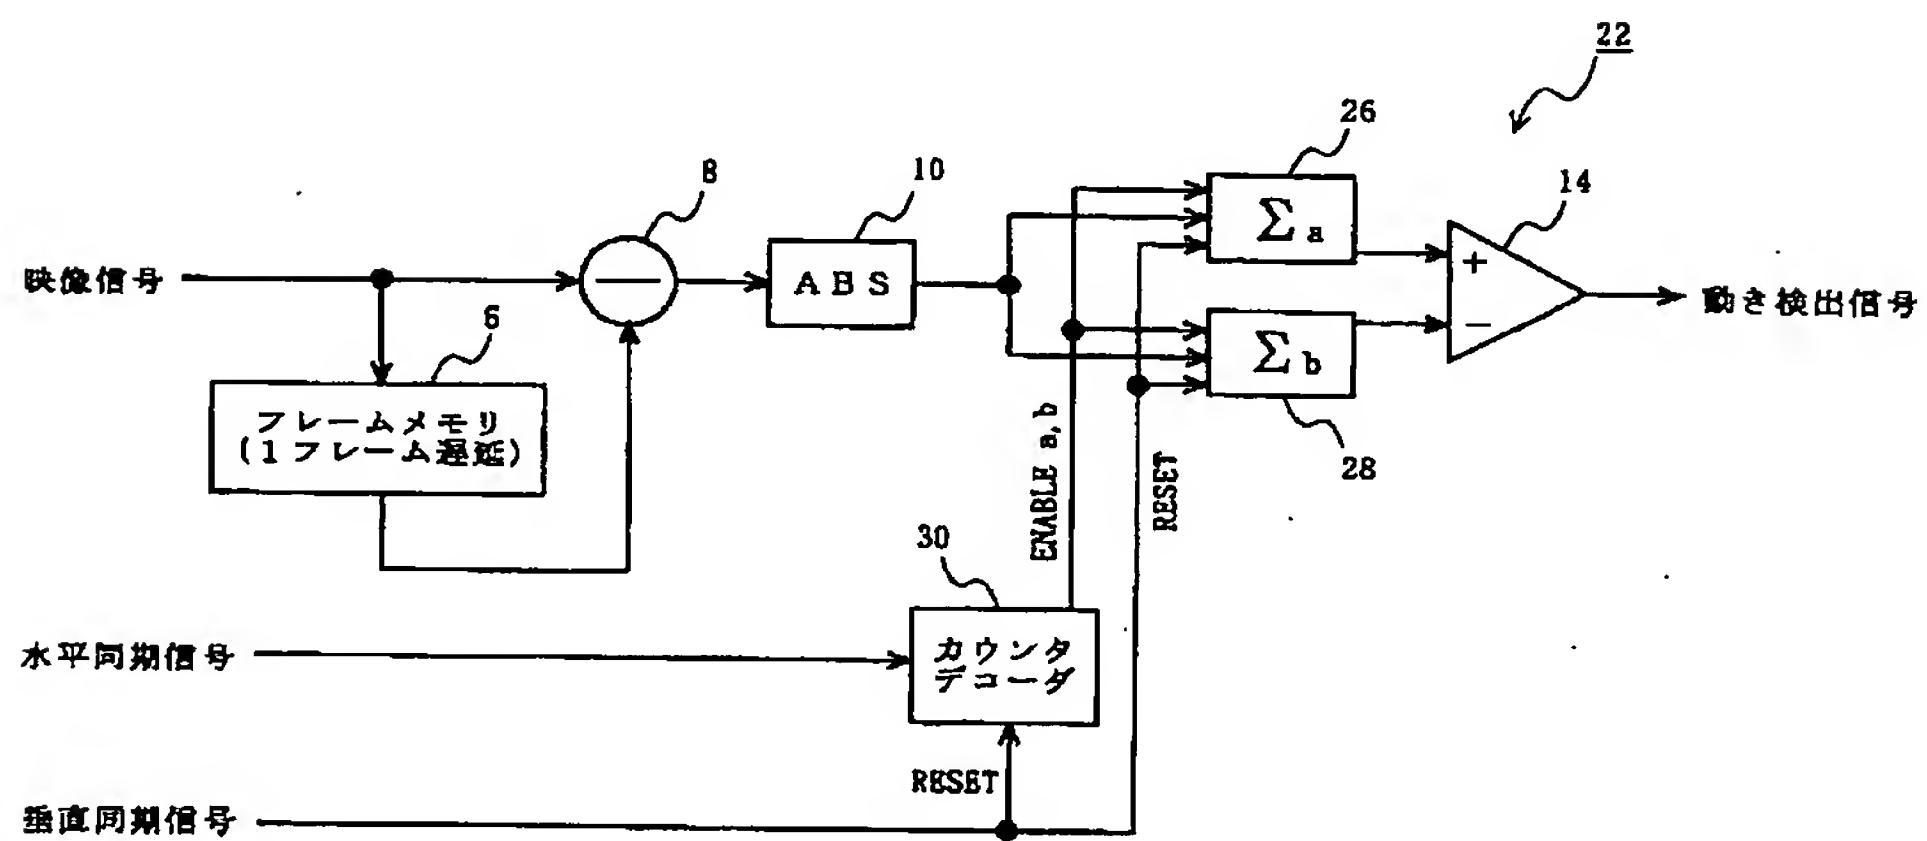 22
26
8
10
14
Σa
映像信号
−
ABS
+
−
動き検出信号
6
Σb
フレームメモリ
(1フレーム遅延)
28
ENABLE a,b
RESET
30
水平同期信号
カウンタ
デコーダ
RESET
垂直同期信号